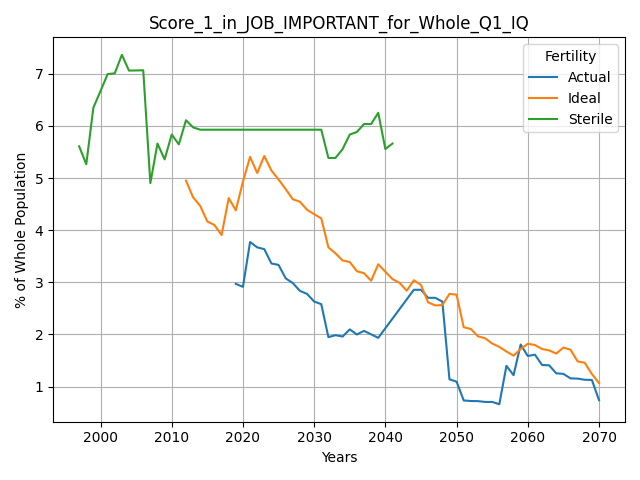 Score_1_in_JOB_IMPORTANT_for_Whole_Q1_IQ
Fertility
Actual
Ideal
Sterile
% of Whole Population
7
6
5
4
3
2
1
2000 2010 2020 2030 2040 2050 2060 2070
Years